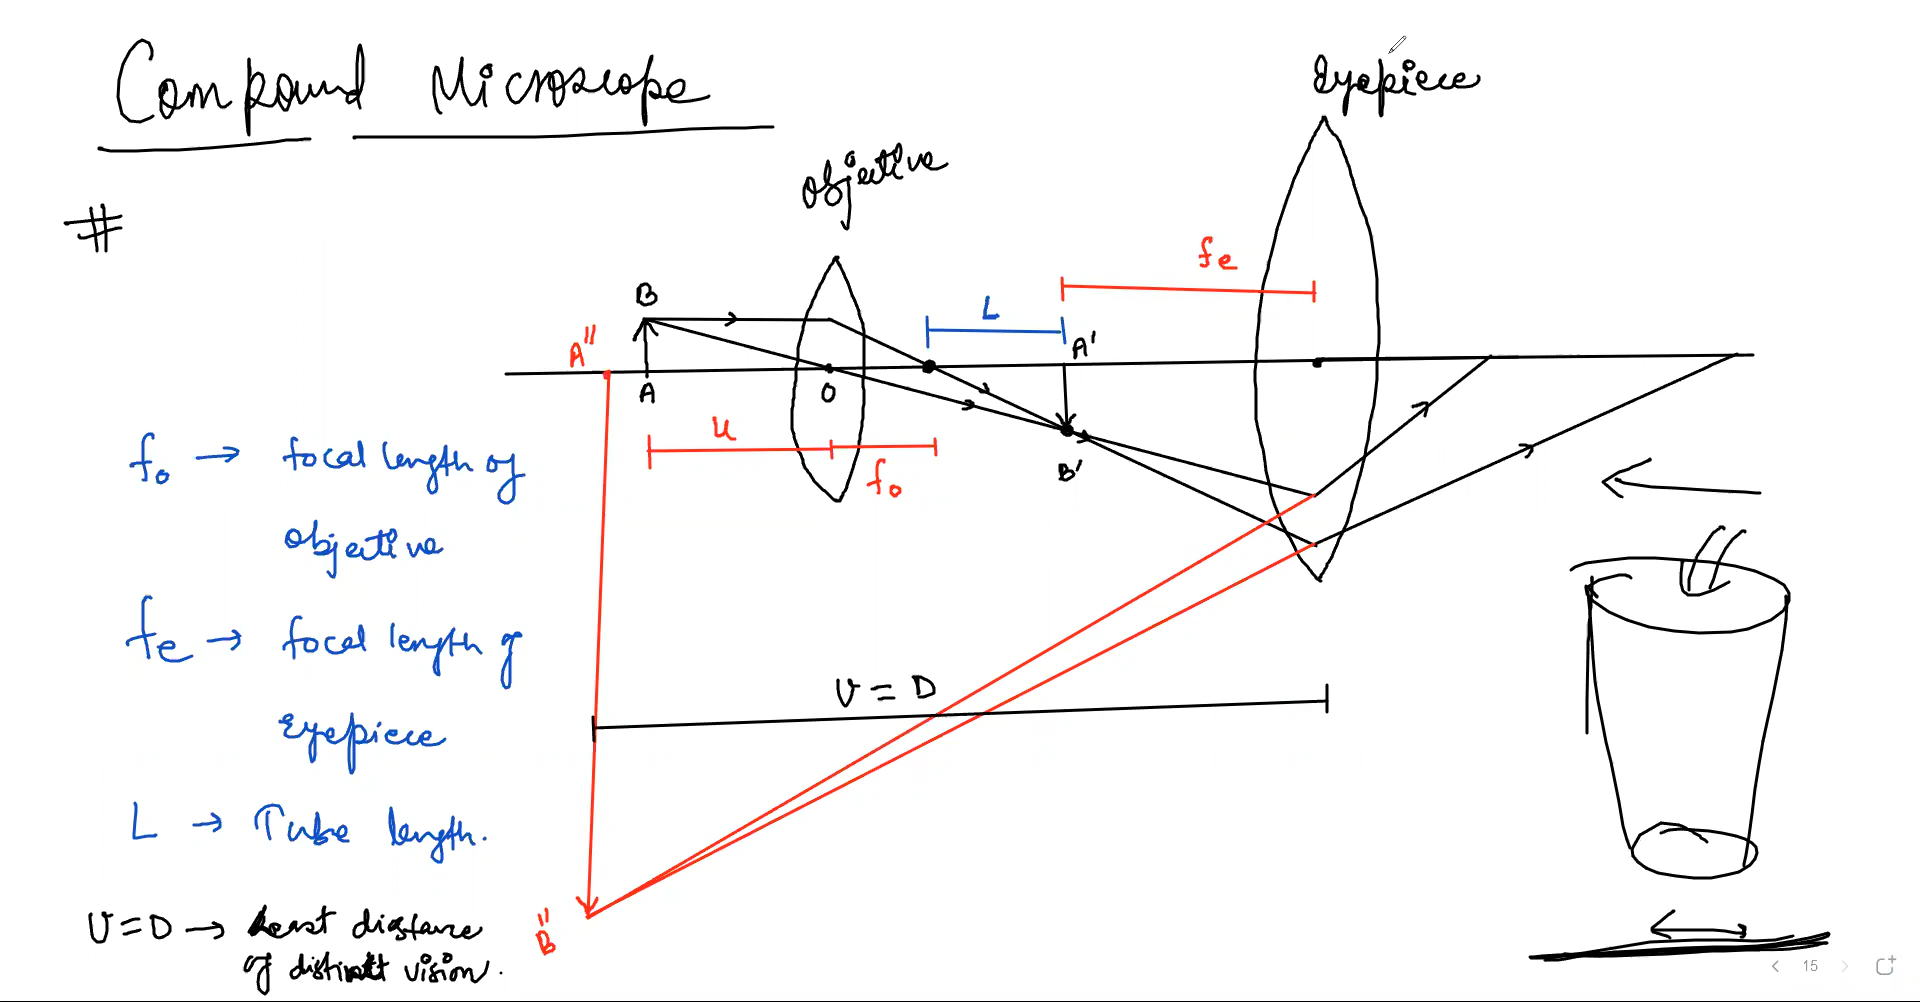 Compound Microscope
#
Objective
Eyepiece
fe
L
B
A"
A'
A
O
u
fo
B'
fo → focal length of
objective
fe → focal length of
Eyepiece
L → Tube length.
v = D
v = D → Least distance
of distinct vision.
B"
15